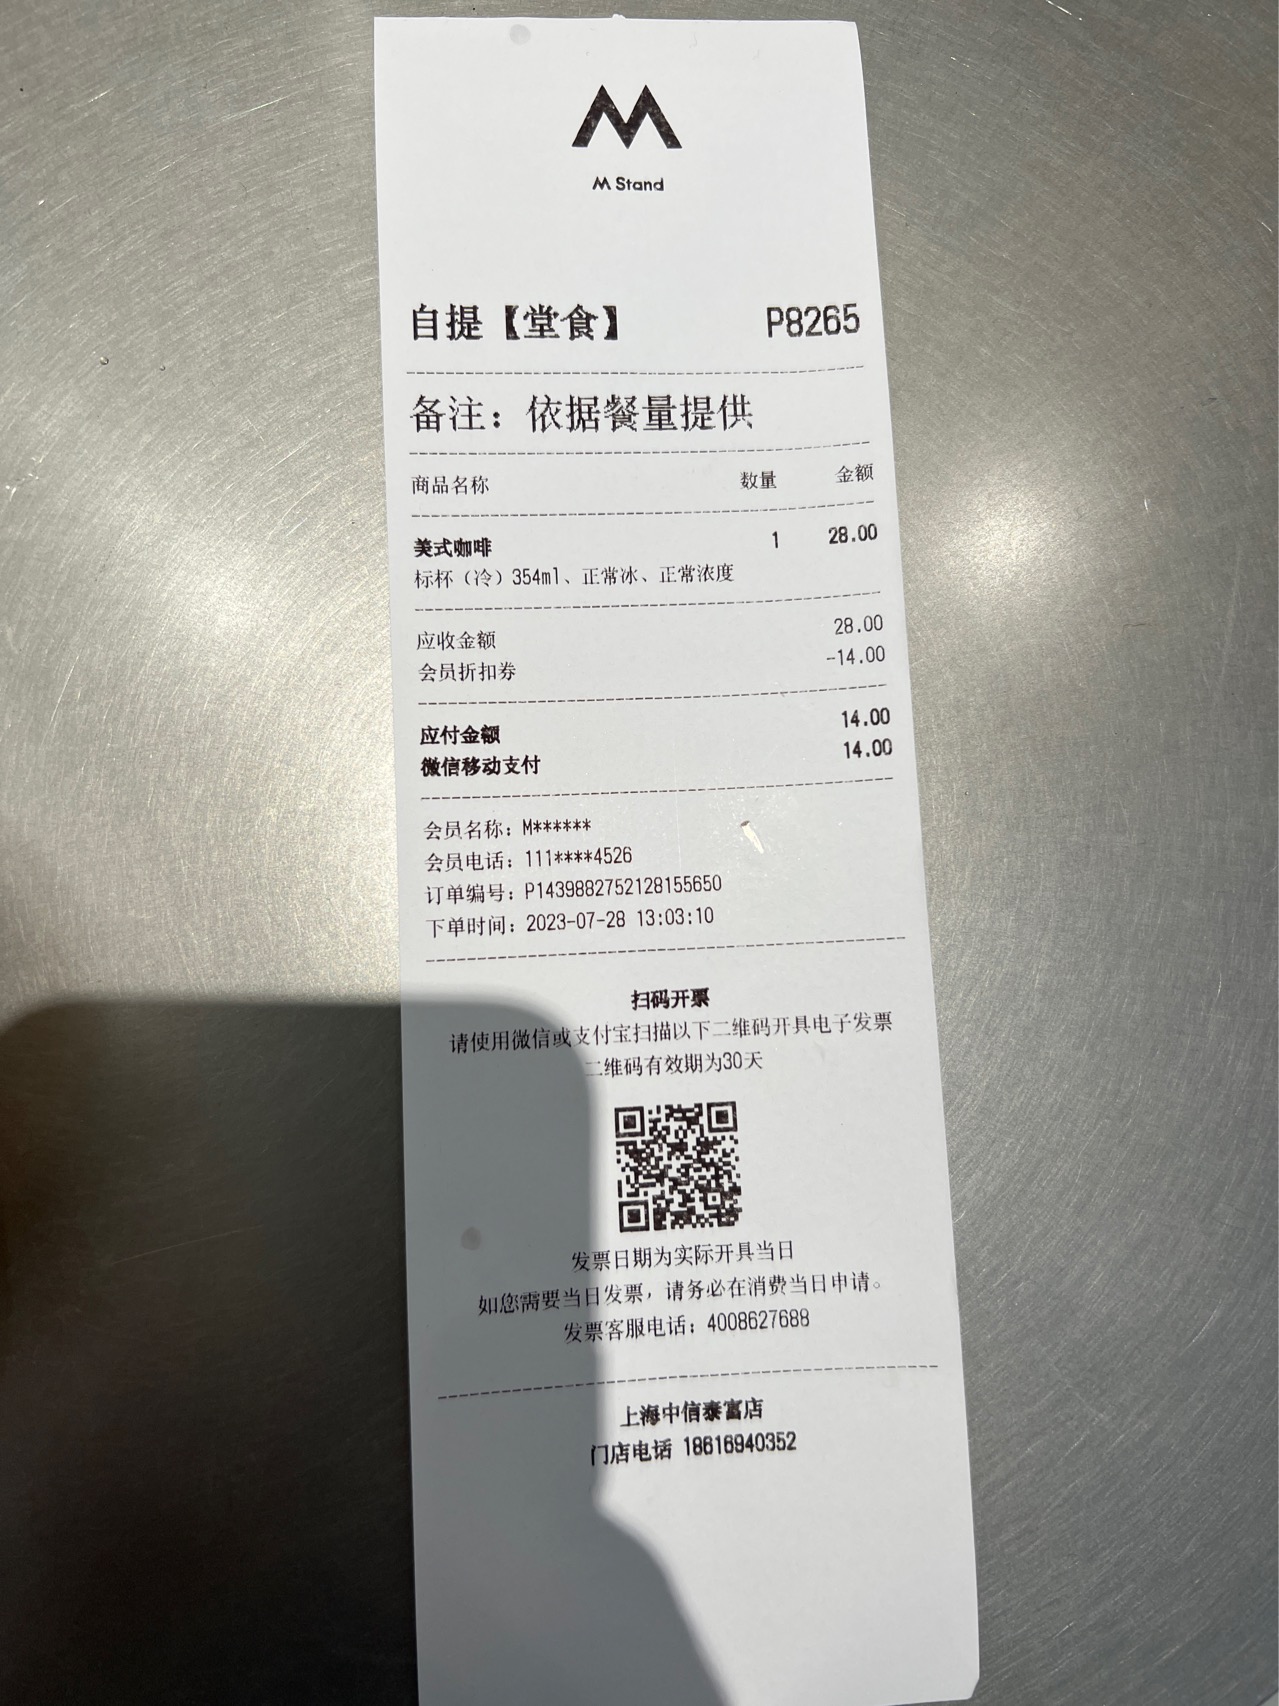 M Stand
自提【堂食】 P8265
备注：依据餐量提供
商品名称 数量 金额
美式咖啡 1 28.00
标杯（冷）354ml、正常冰、正常浓度
应收金额 28.00
会员折扣券 -14.00
应付金额 14.00
微信移动支付 14.00
会员名称：M******
会员电话：111****4526
订单编号：P1439882752128155650
下单时间：2023-07-28 13:03:10
扫码开票
请使用微信或支付宝扫描以下二维码开具电子发票
二维码有效期为30天
发票日期为实际开具当日
如您需要当日发票，请务必在消费当日申请。
发票客服电话：4008627688
上海中信泰富店
门店电话 18616940352